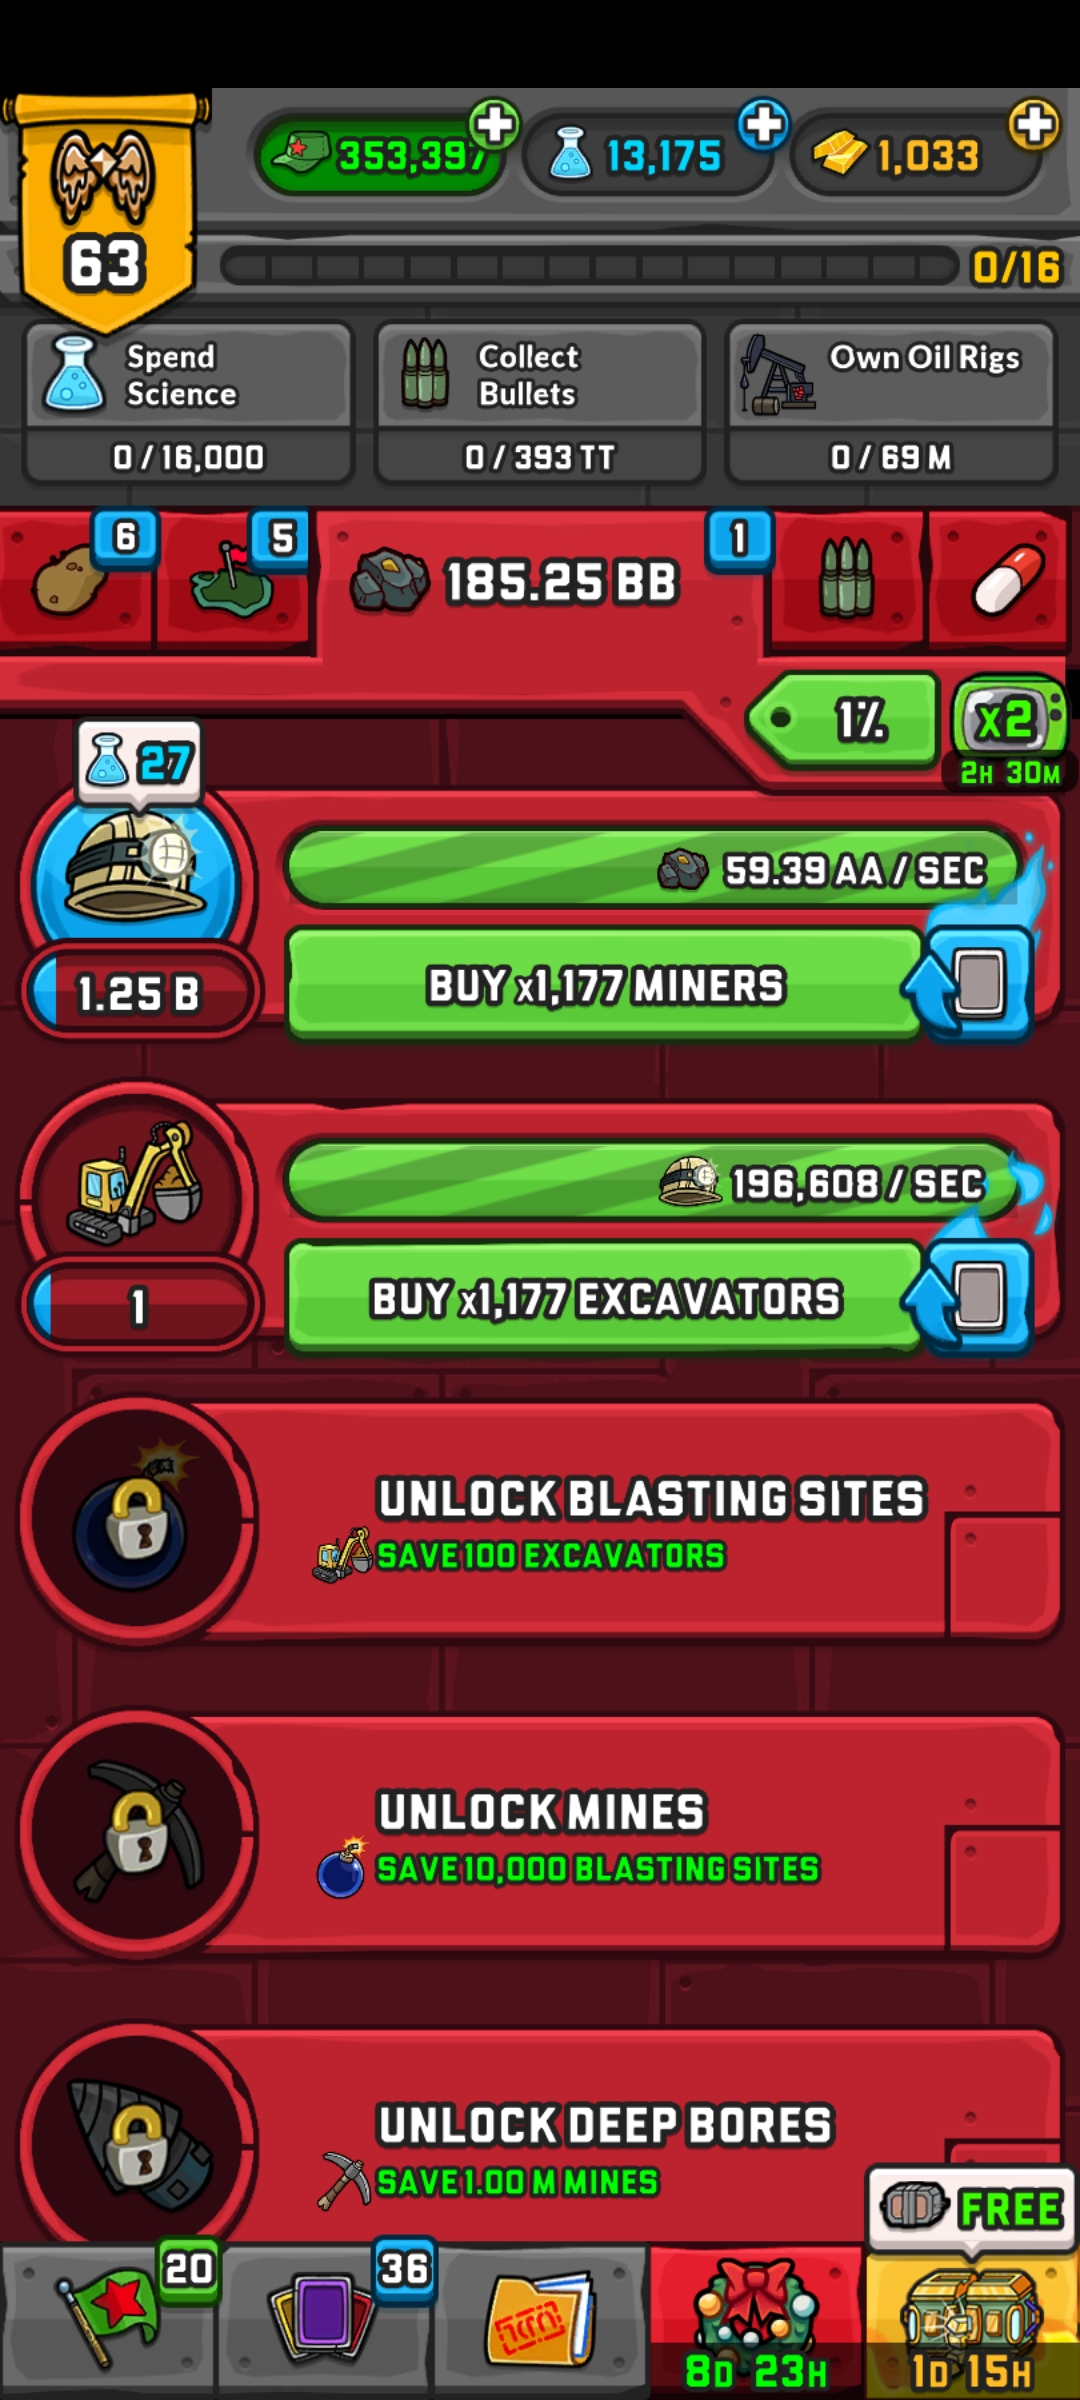 353,397
13,175
1,033
63
0/16
Spend
Science
0 / 16,000
Collect
Bullets
0 / 393 TT
Own Oil Rigs
0 / 69 M
6
5
185.25 BB
1
1%
x2
2H 30M
27
59.39 AA / SEC
1.25 B
BUY x1,177 MINERS
196,608 / SEC
1
BUY x1,177 EXCAVATORS
UNLOCK BLASTING SITES
SAVE 100 EXCAVATORS
UNLOCK MINES
SAVE 10,000 BLASTING SITES
UNLOCK DEEP BORES
SAVE 1.00 M MINES
FREE
20
36
8D 23H
1D 15H